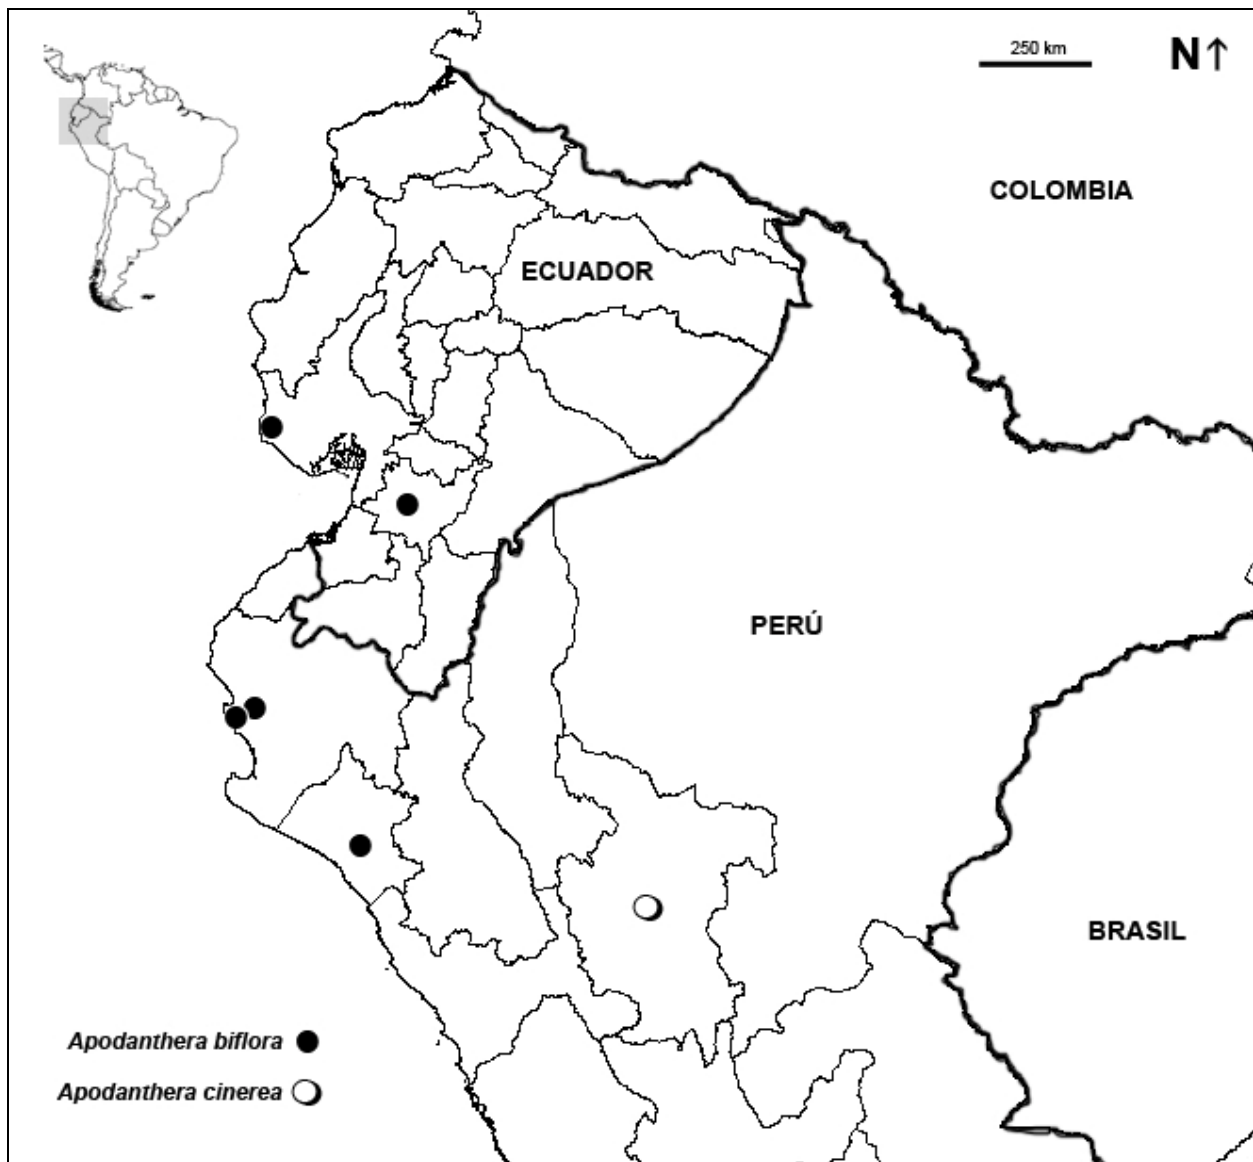 250 km
N↑
COLOMBIA
ECUADOR
PERÚ
BRASIL
Apodanthera biflora
Apodanthera cinerea